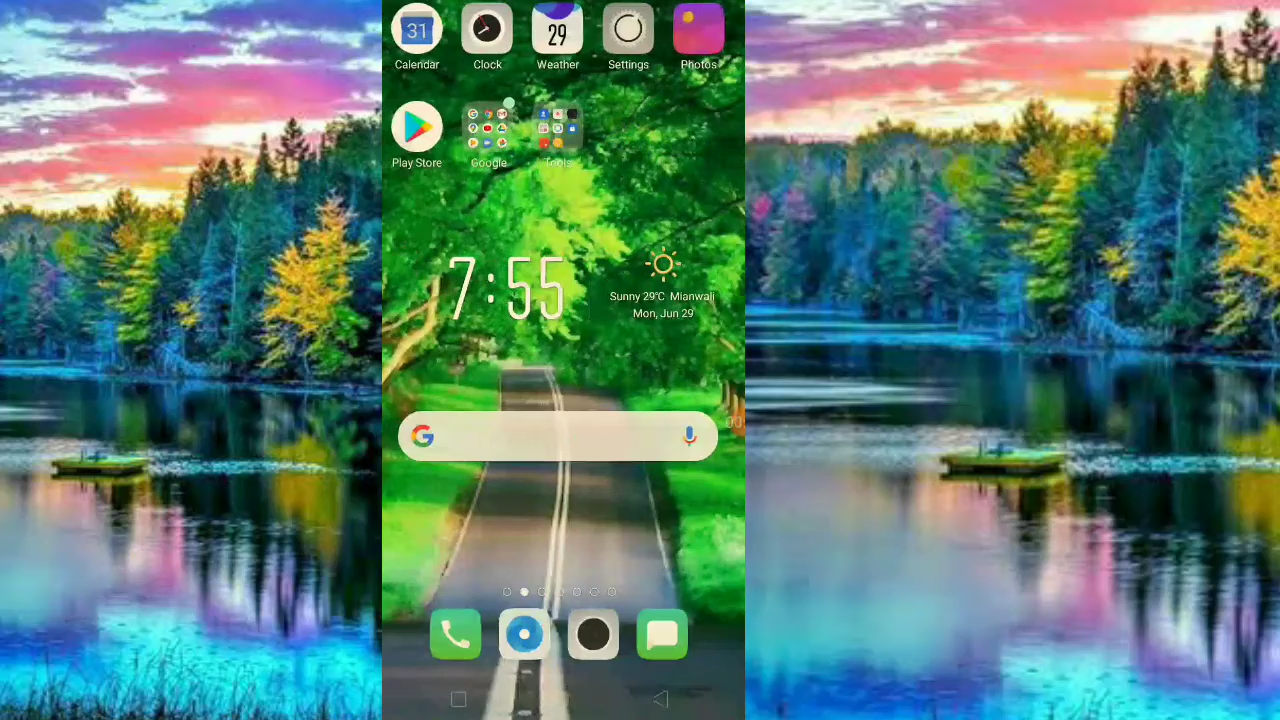 31
29
Calendar
Clock
Weather
Settings
Photos
Play Store
Google
Tools
7:55
Sunny 29℃ Mianwali
Mon, Jun 29
G